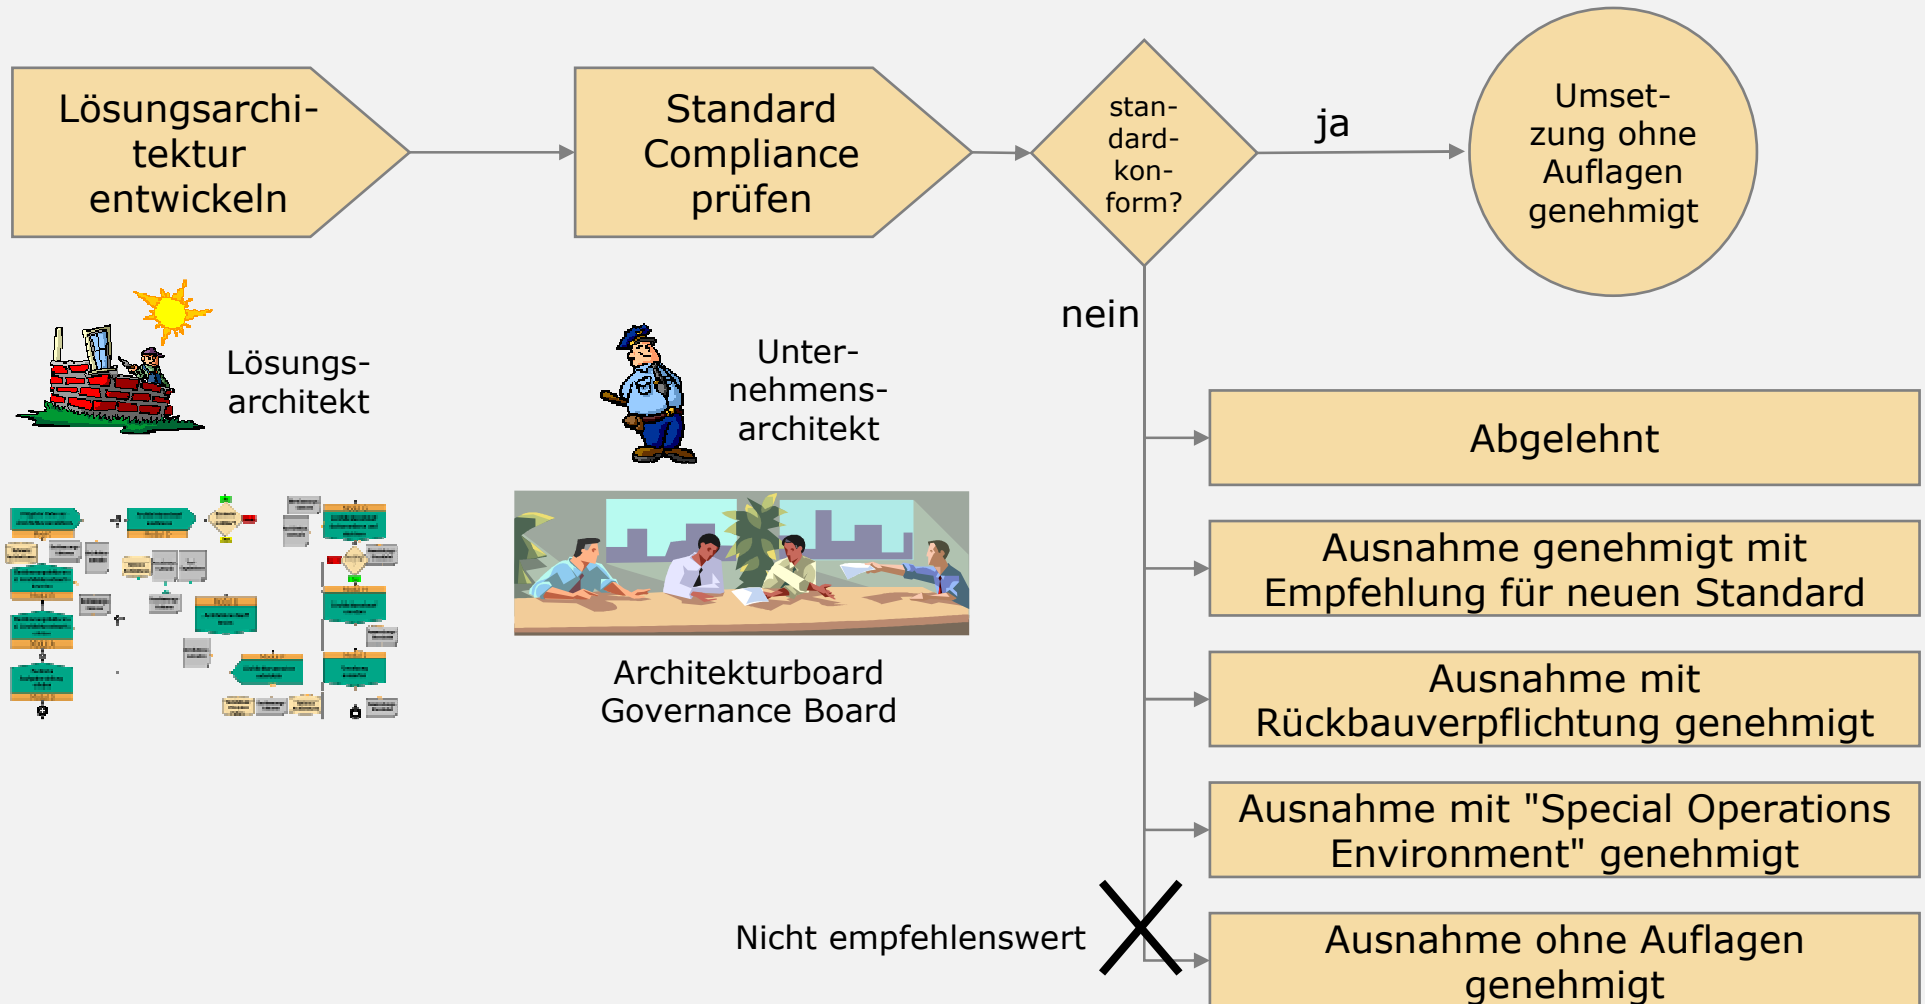 Lösungsarchi-
tektur
entwickeln
Standard
Compliance
prüfen
stan-
dard-
kon-
form?
ja
Umset-
zung ohne
Auflagen
genehmigt
nein
Lösungs-
architekt
Unter-
nehmens-
architekt
Architekturboard
Governance Board
Abgelehnt
Ausnahme genehmigt mit
Empfehlung für neuen Standard
Ausnahme mit
Rückbauverpflichtung genehmigt
Ausnahme mit "Special Operations
Environment" genehmigt
Nicht empfehlenswert
Ausnahme ohne Auflagen
genehmigt